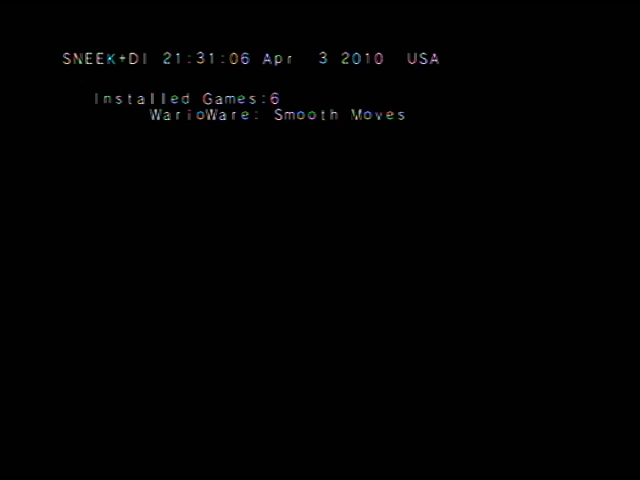 SNEEK+DI 21:31:06 Apr  3 2010  USA
Installed Games:6
WarioWare: Smooth Moves